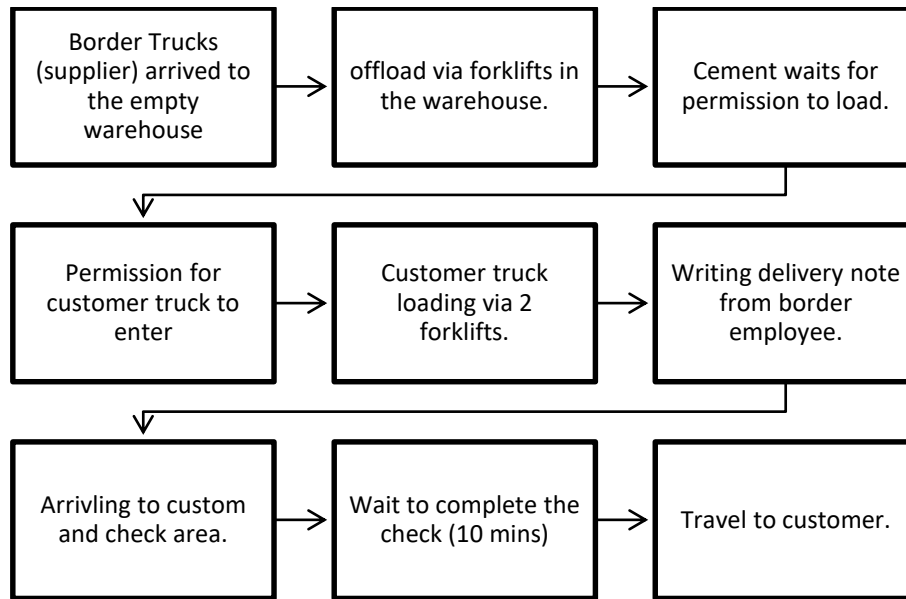 Border Trucks
(supplier) arrived to
the empty
warehouse
offload via forklifts in
the warehouse.
Cement waits for
permission to load.
Permission for
customer truck to
enter
Customer truck
loading via 2
forklifts.
Writing delivery note
from border
employee.
Arrivling to custom
and check area.
Wait to complete the
check (10 mins)
Travel to customer.